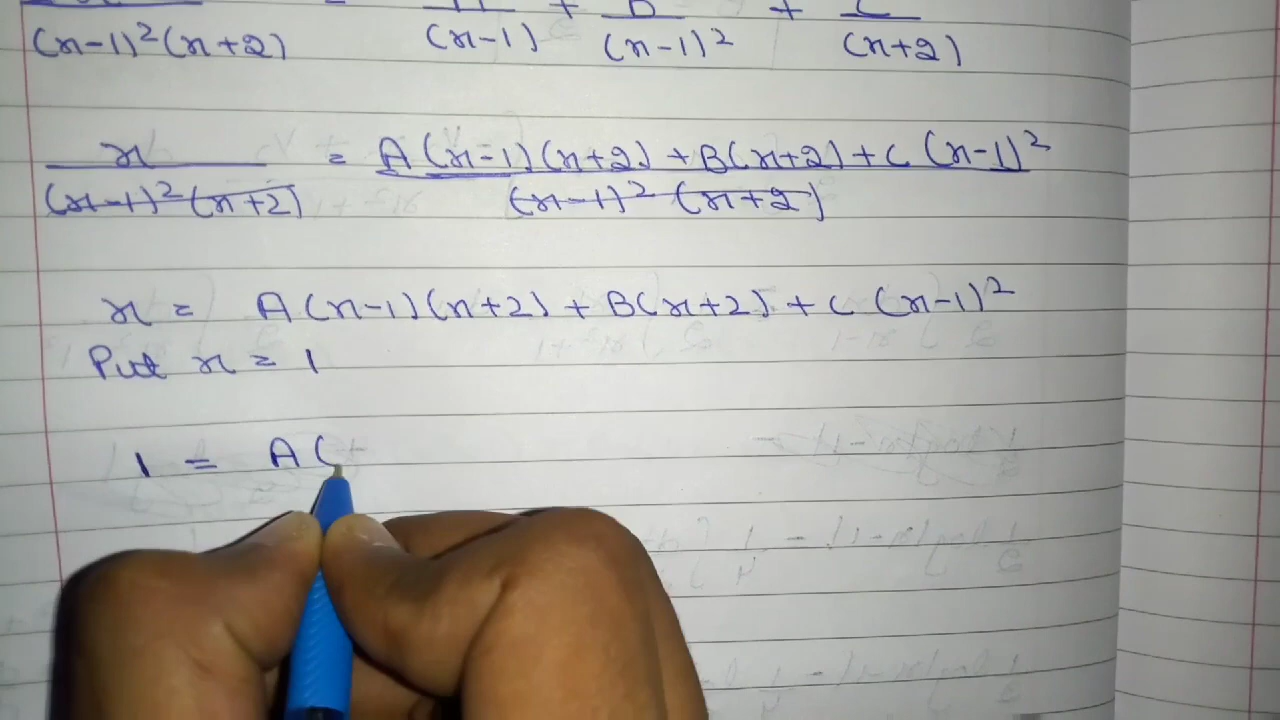 (x-1)²(x+2) (x-1) + (x-1)² + (x+2)
x = A(x-1)(x+2) + B(x+2) + C(x-1)²
(x-1)²(x+2) (x-1)²(x+2)
x = A(x-1)(x+2) + B(x+2) + C(x-1)²
Put x = 1
1 = A(